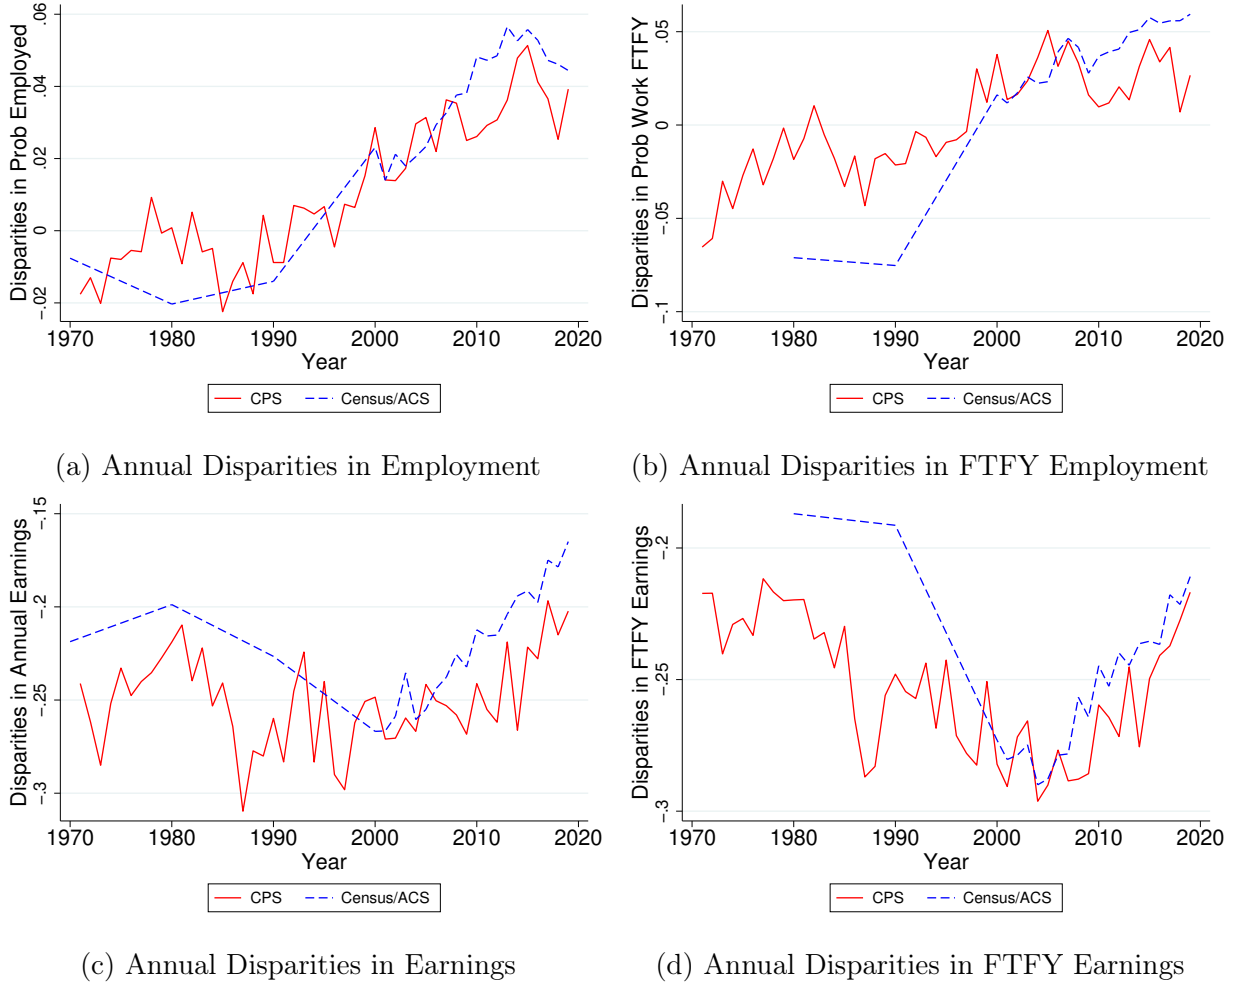 Disparities in Prob Employed
.06
.04
.02
0
-.02
1970 1980 1990 2000 2010 2020
Year
CPS Census/ACS
(a) Annual Disparities in Employment
Disparities in Prob Work FTFY
.05
0
-.05
-.1
1970 1980 1990 2000 2010 2020
Year
CPS Census/ACS
(b) Annual Disparities in FTFY Employment
Disparities in Annual Earnings
-.15
-.2
-.25
-.3
1970 1980 1990 2000 2010 2020
Year
CPS Census/ACS
(c) Annual Disparities in Earnings
Disparities in FTFY Earnings
-.2
-.25
-.3
1970 1980 1990 2000 2010 2020
Year
CPS Census/ACS
(d) Annual Disparities in FTFY Earnings